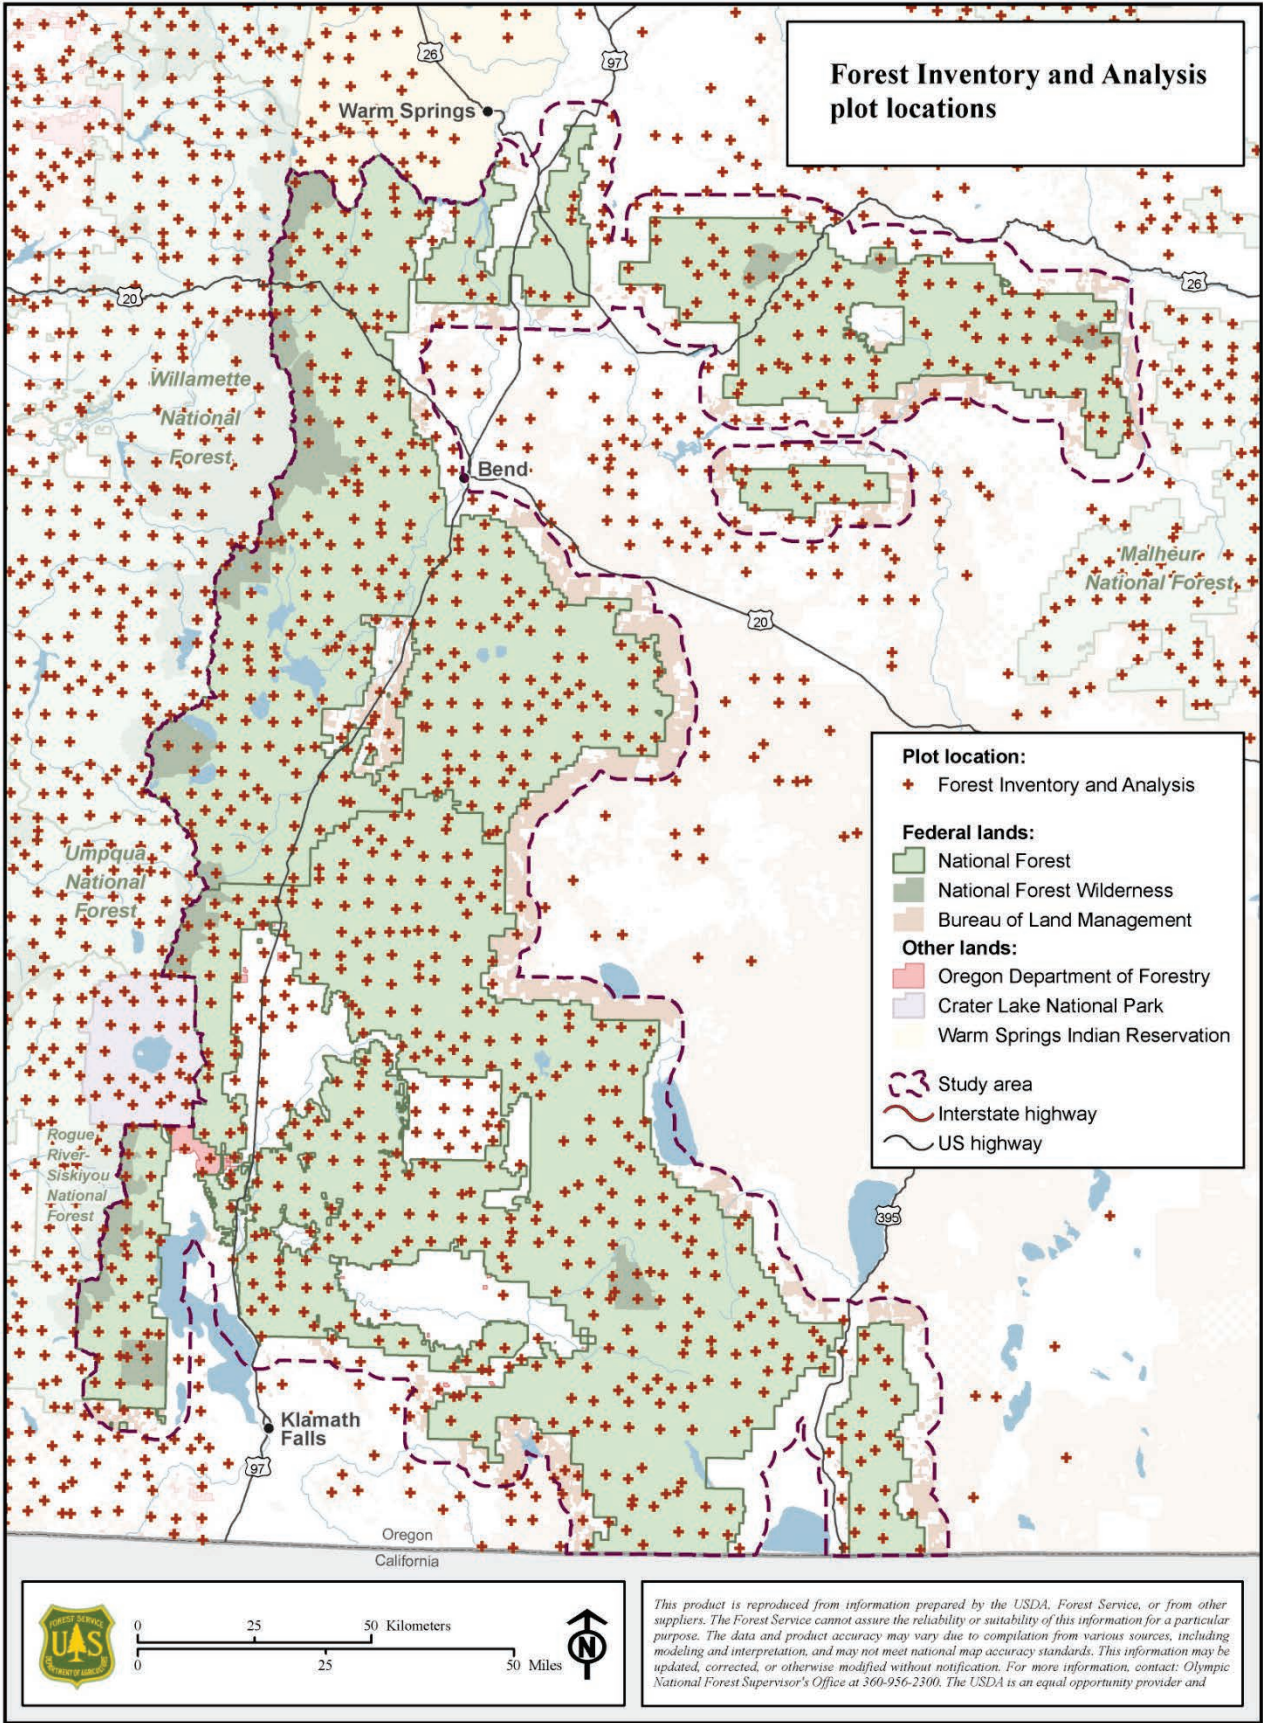 Forest Inventory and Analysis
plot locations
26
97
Warm Springs
20
26
Willamette
National
Forest
Bend
Malheur
National Forest
20
Plot location:
Forest Inventory and Analysis
Federal lands:
National Forest
National Forest Wilderness
Bureau of Land Management
Other lands:
Oregon Department of Forestry
Crater Lake National Park
Warm Springs Indian Reservation
Study area
Interstate highway
US highway
Umpqua
National
Forest
Rogue
River-
Siskiyou
National
Forest
395
Klamath
Falls
97
Oregon
California
FOREST SERVICE
U S
DEPARTMENT OF AGRICULTURE
0 25 50 Kilometers
0 25 50 Miles
N
This product is reproduced from information prepared by the USDA, Forest Service, or from other
suppliers. The Forest Service cannot assure the reliability or suitability of this information for a particular
purpose. The data and product accuracy may vary due to compilation from various sources, including
modeling and interpretation, and may not meet national map accuracy standards. This information may be
updated, corrected, or otherwise modified without notification. For more information, contact: Olympic
National Forest Supervisor's Office at 360-956-2300. The USDA is an equal opportunity provider and